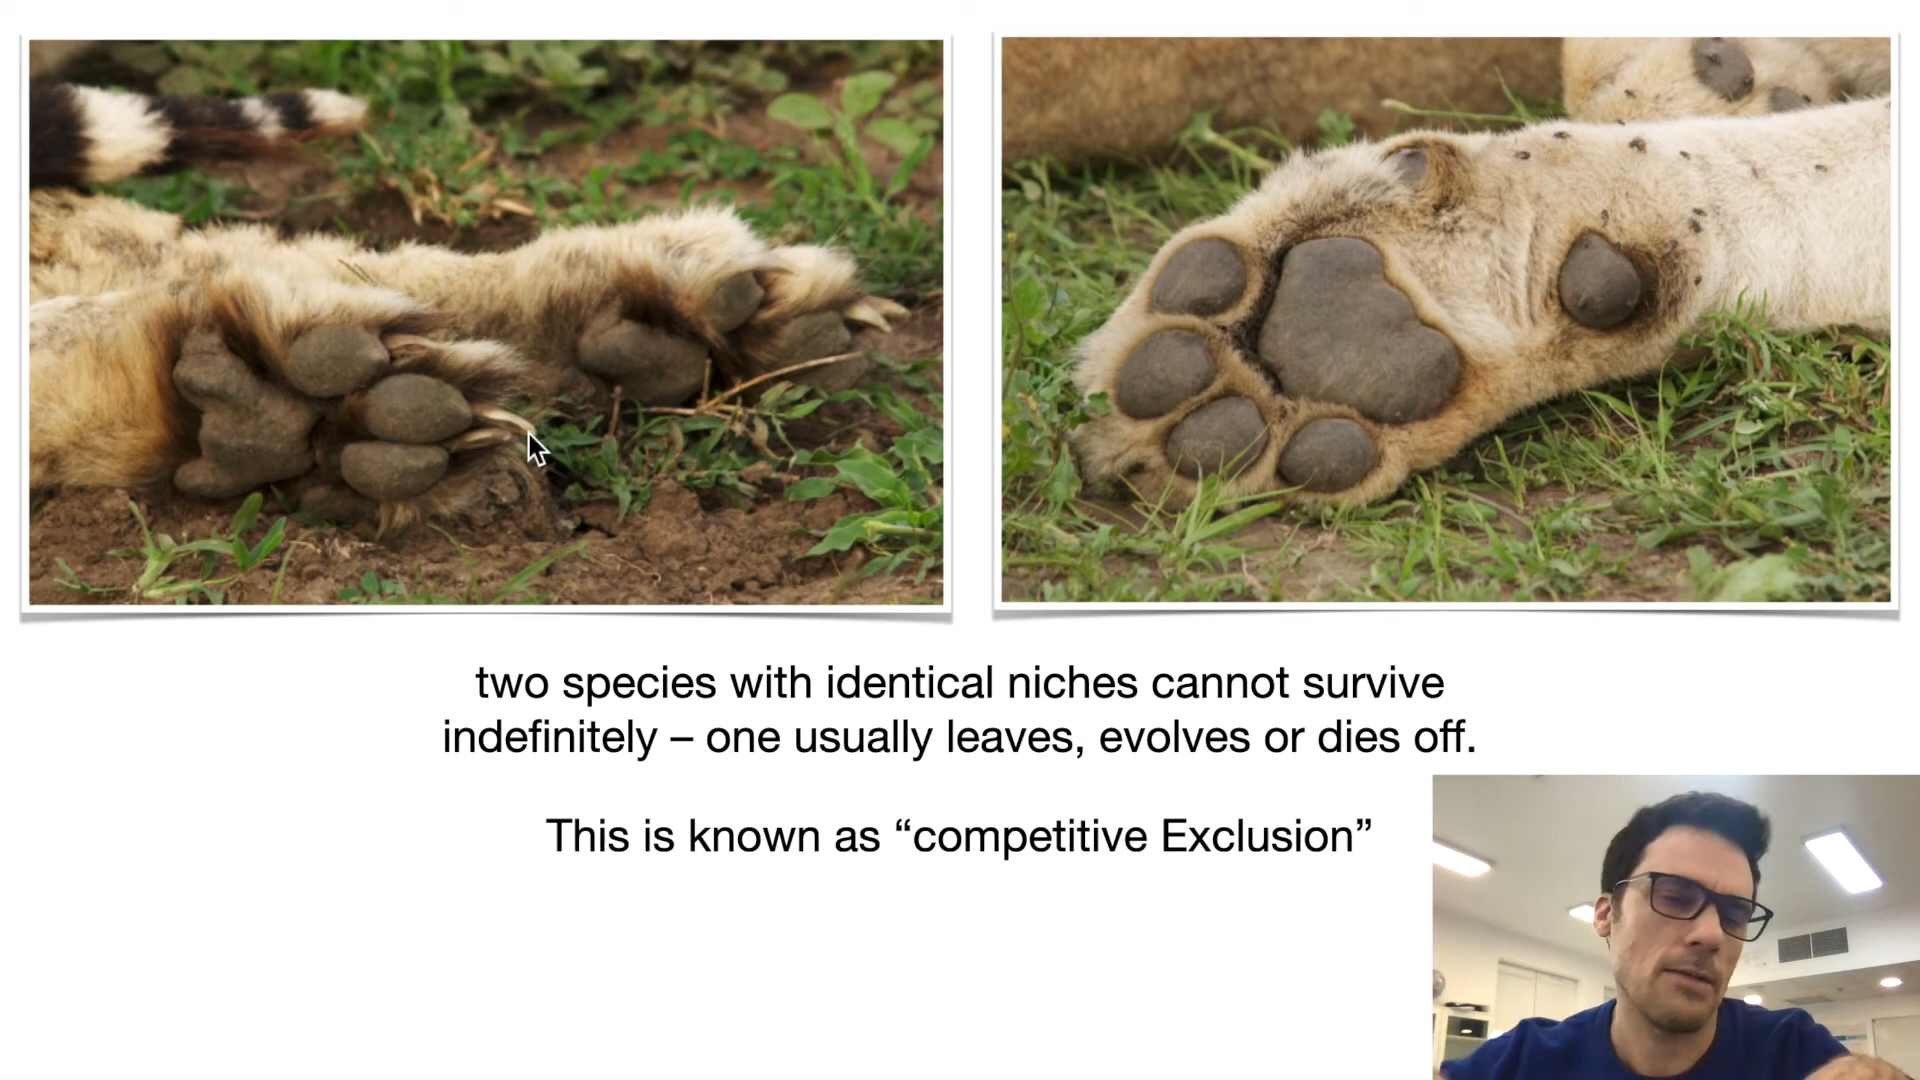 two species with identical niches cannot survive
indefinitely – one usually leaves, evolves or dies off.
This is known as “competitive Exclusion”